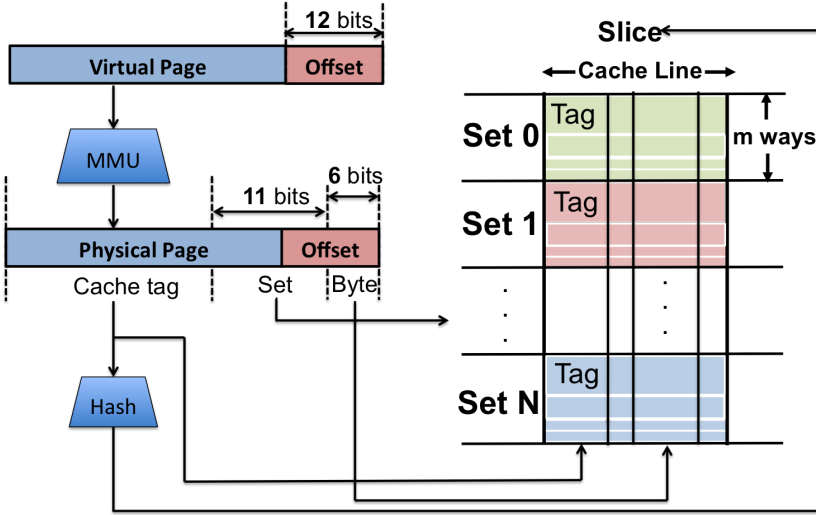 12 bits
Virtual Page
Offset
MMU
11 bits
6 bits
Physical Page
Offset
Cache tag
Set
Byte
Hash
Slice
Cache Line
Set 0
Tag
m ways
Set 1
Tag
. .
. .
. .
Set N
Tag